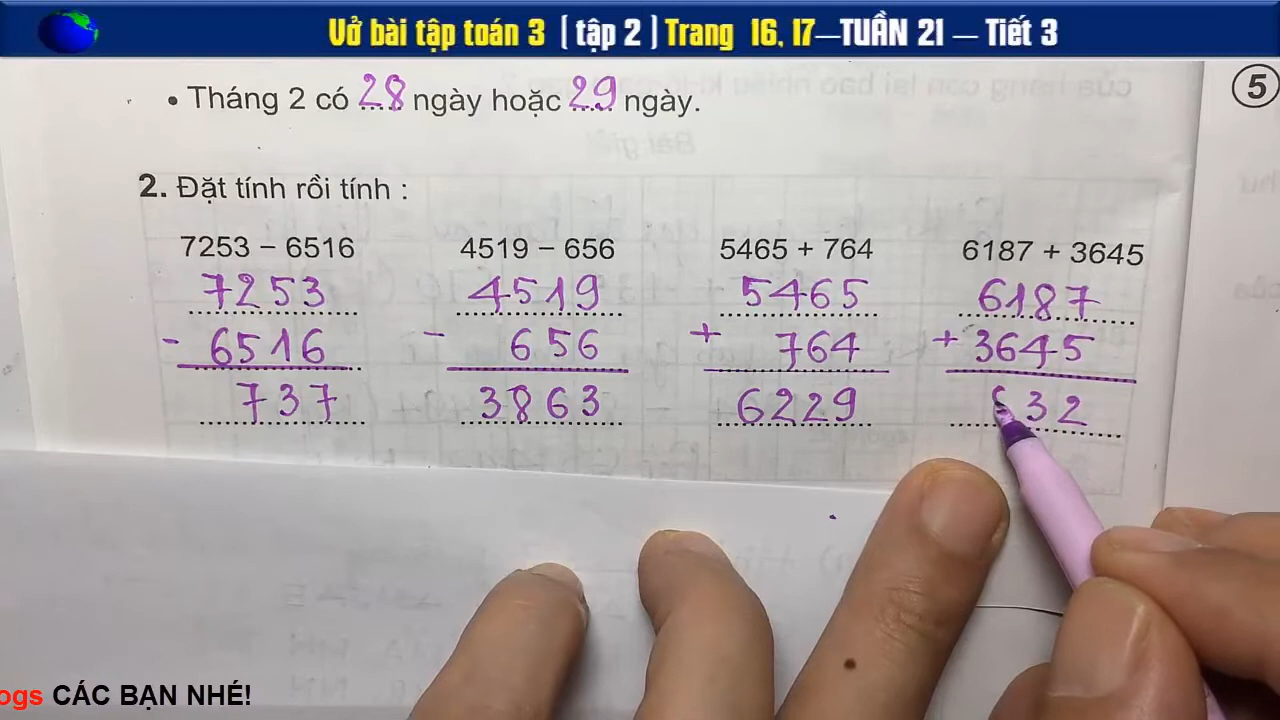 Vở bài tập toán 3 ( tập 2 ) Trang 16, 17–TUẦN 21 – Tiết 3
• Tháng 2 có 28 ngày hoặc 29 ngày.
5
2. Đặt tính rồi tính :
7253 − 6516 4519 − 656 5465 + 764 6187 + 3645
7253 4519 5465 6187
- 6516 - 656 + 764 + 3645
737 3863 6229 32
ogs CÁC BẠN NHÉ!